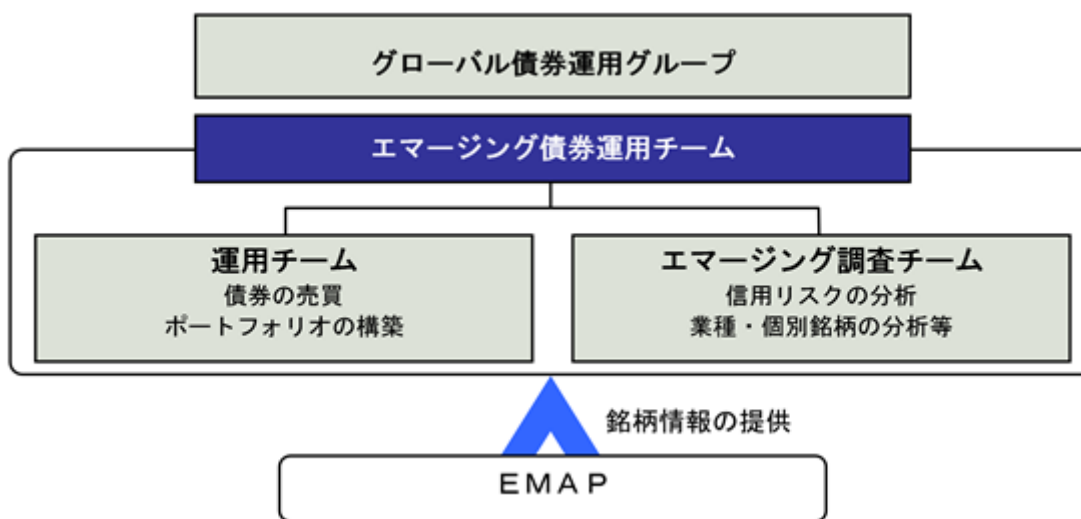 グローバル債券運用グループ
エマージング債券運用チーム
運用チーム
債券の売買
ポートフォリオの構築
エマージング調査チーム
信用リスクの分析
業種・個別銘柄の分析等
銘柄情報の提供
ＥＭＡＰ